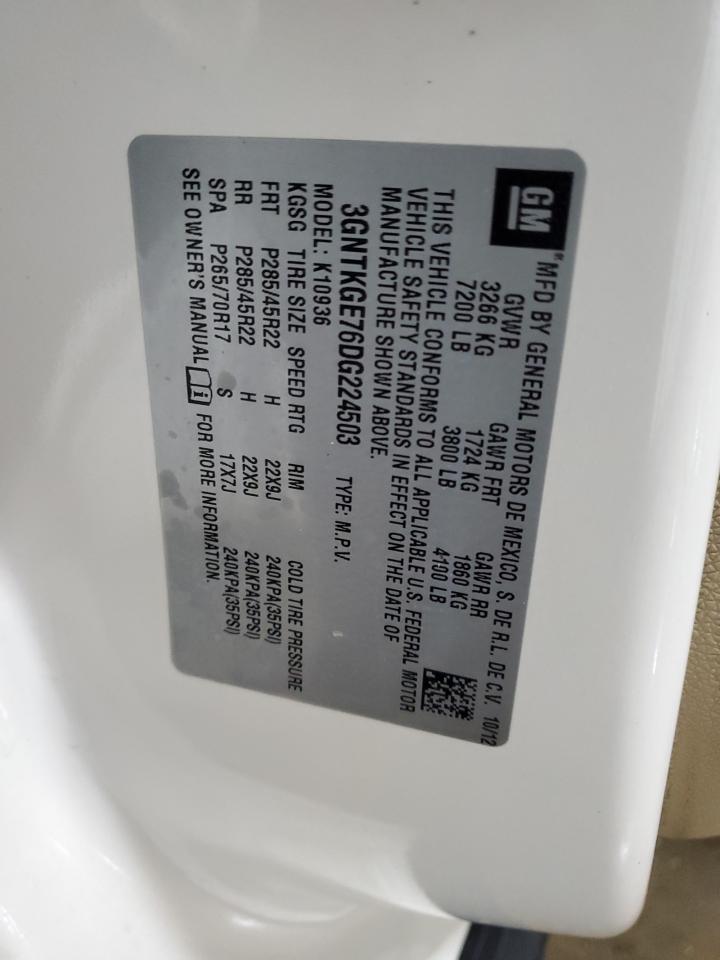 GM® MFD BY GENERAL MOTORS DE MEXICO, S. DE R.L. DE C.V. 10/12
GVWR GAWR FRT GAWR RR
3266 KG 1724 KG 1860 KG
7200 LB 3800 LB 4100 LB
THIS VEHICLE CONFORMS TO ALL APPLICABLE U.S. FEDERAL MOTOR
VEHICLE SAFETY STANDARDS IN EFFECT ON THE DATE OF
MANUFACTURE SHOWN ABOVE.
3GNTKGE76DG224503 TYPE: M.P.V.
MODEL: K10936
KGSG TIRE SIZE SPEED RTG RIM COLD TIRE PRESSURE
FRT P285/45R22 H 22X9J 240KPA(35PSI)
RR P285/45R22 H 22X9J 240KPA(35PSI)
SPA P265/70R17 S 17X7J 240KPA(35PSI)
SEE OWNER'S MANUAL FOR MORE INFORMATION.